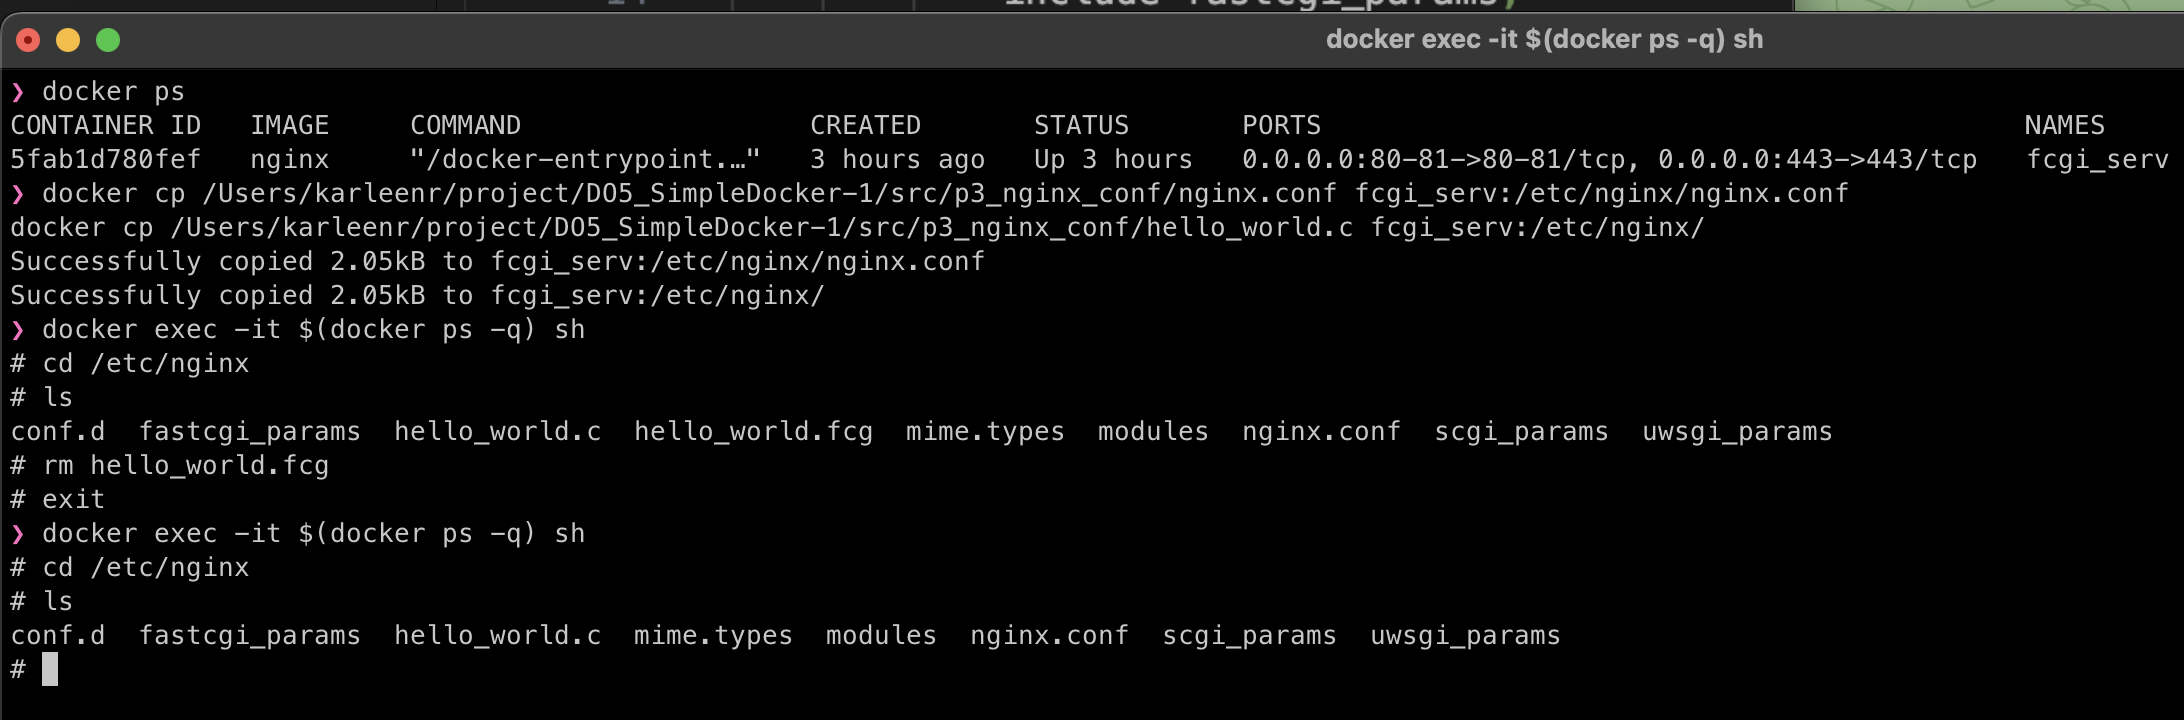 include fastcgi_params;
docker exec -it $(docker ps -q) sh
❯ docker ps
CONTAINER ID   IMAGE     COMMAND                  CREATED       STATUS       PORTS                                            NAMES
5fab1d780fef   nginx     "/docker-entrypoint.…"   3 hours ago   Up 3 hours   0.0.0.0:80-81->80-81/tcp, 0.0.0.0:443->443/tcp   fcgi_serv
❯ docker cp /Users/karleenr/project/DO5_SimpleDocker-1/src/p3_nginx_conf/nginx.conf fcgi_serv:/etc/nginx/nginx.conf
docker cp /Users/karleenr/project/DO5_SimpleDocker-1/src/p3_nginx_conf/hello_world.c fcgi_serv:/etc/nginx/
Successfully copied 2.05kB to fcgi_serv:/etc/nginx/nginx.conf
Successfully copied 2.05kB to fcgi_serv:/etc/nginx/
❯ docker exec -it $(docker ps -q) sh
# cd /etc/nginx
# ls
conf.d  fastcgi_params  hello_world.c  hello_world.fcg  mime.types  modules  nginx.conf  scgi_params  uwsgi_params
# rm hello_world.fcg
# exit
❯ docker exec -it $(docker ps -q) sh
# cd /etc/nginx
# ls
conf.d  fastcgi_params  hello_world.c  mime.types  modules  nginx.conf  scgi_params  uwsgi_params
#